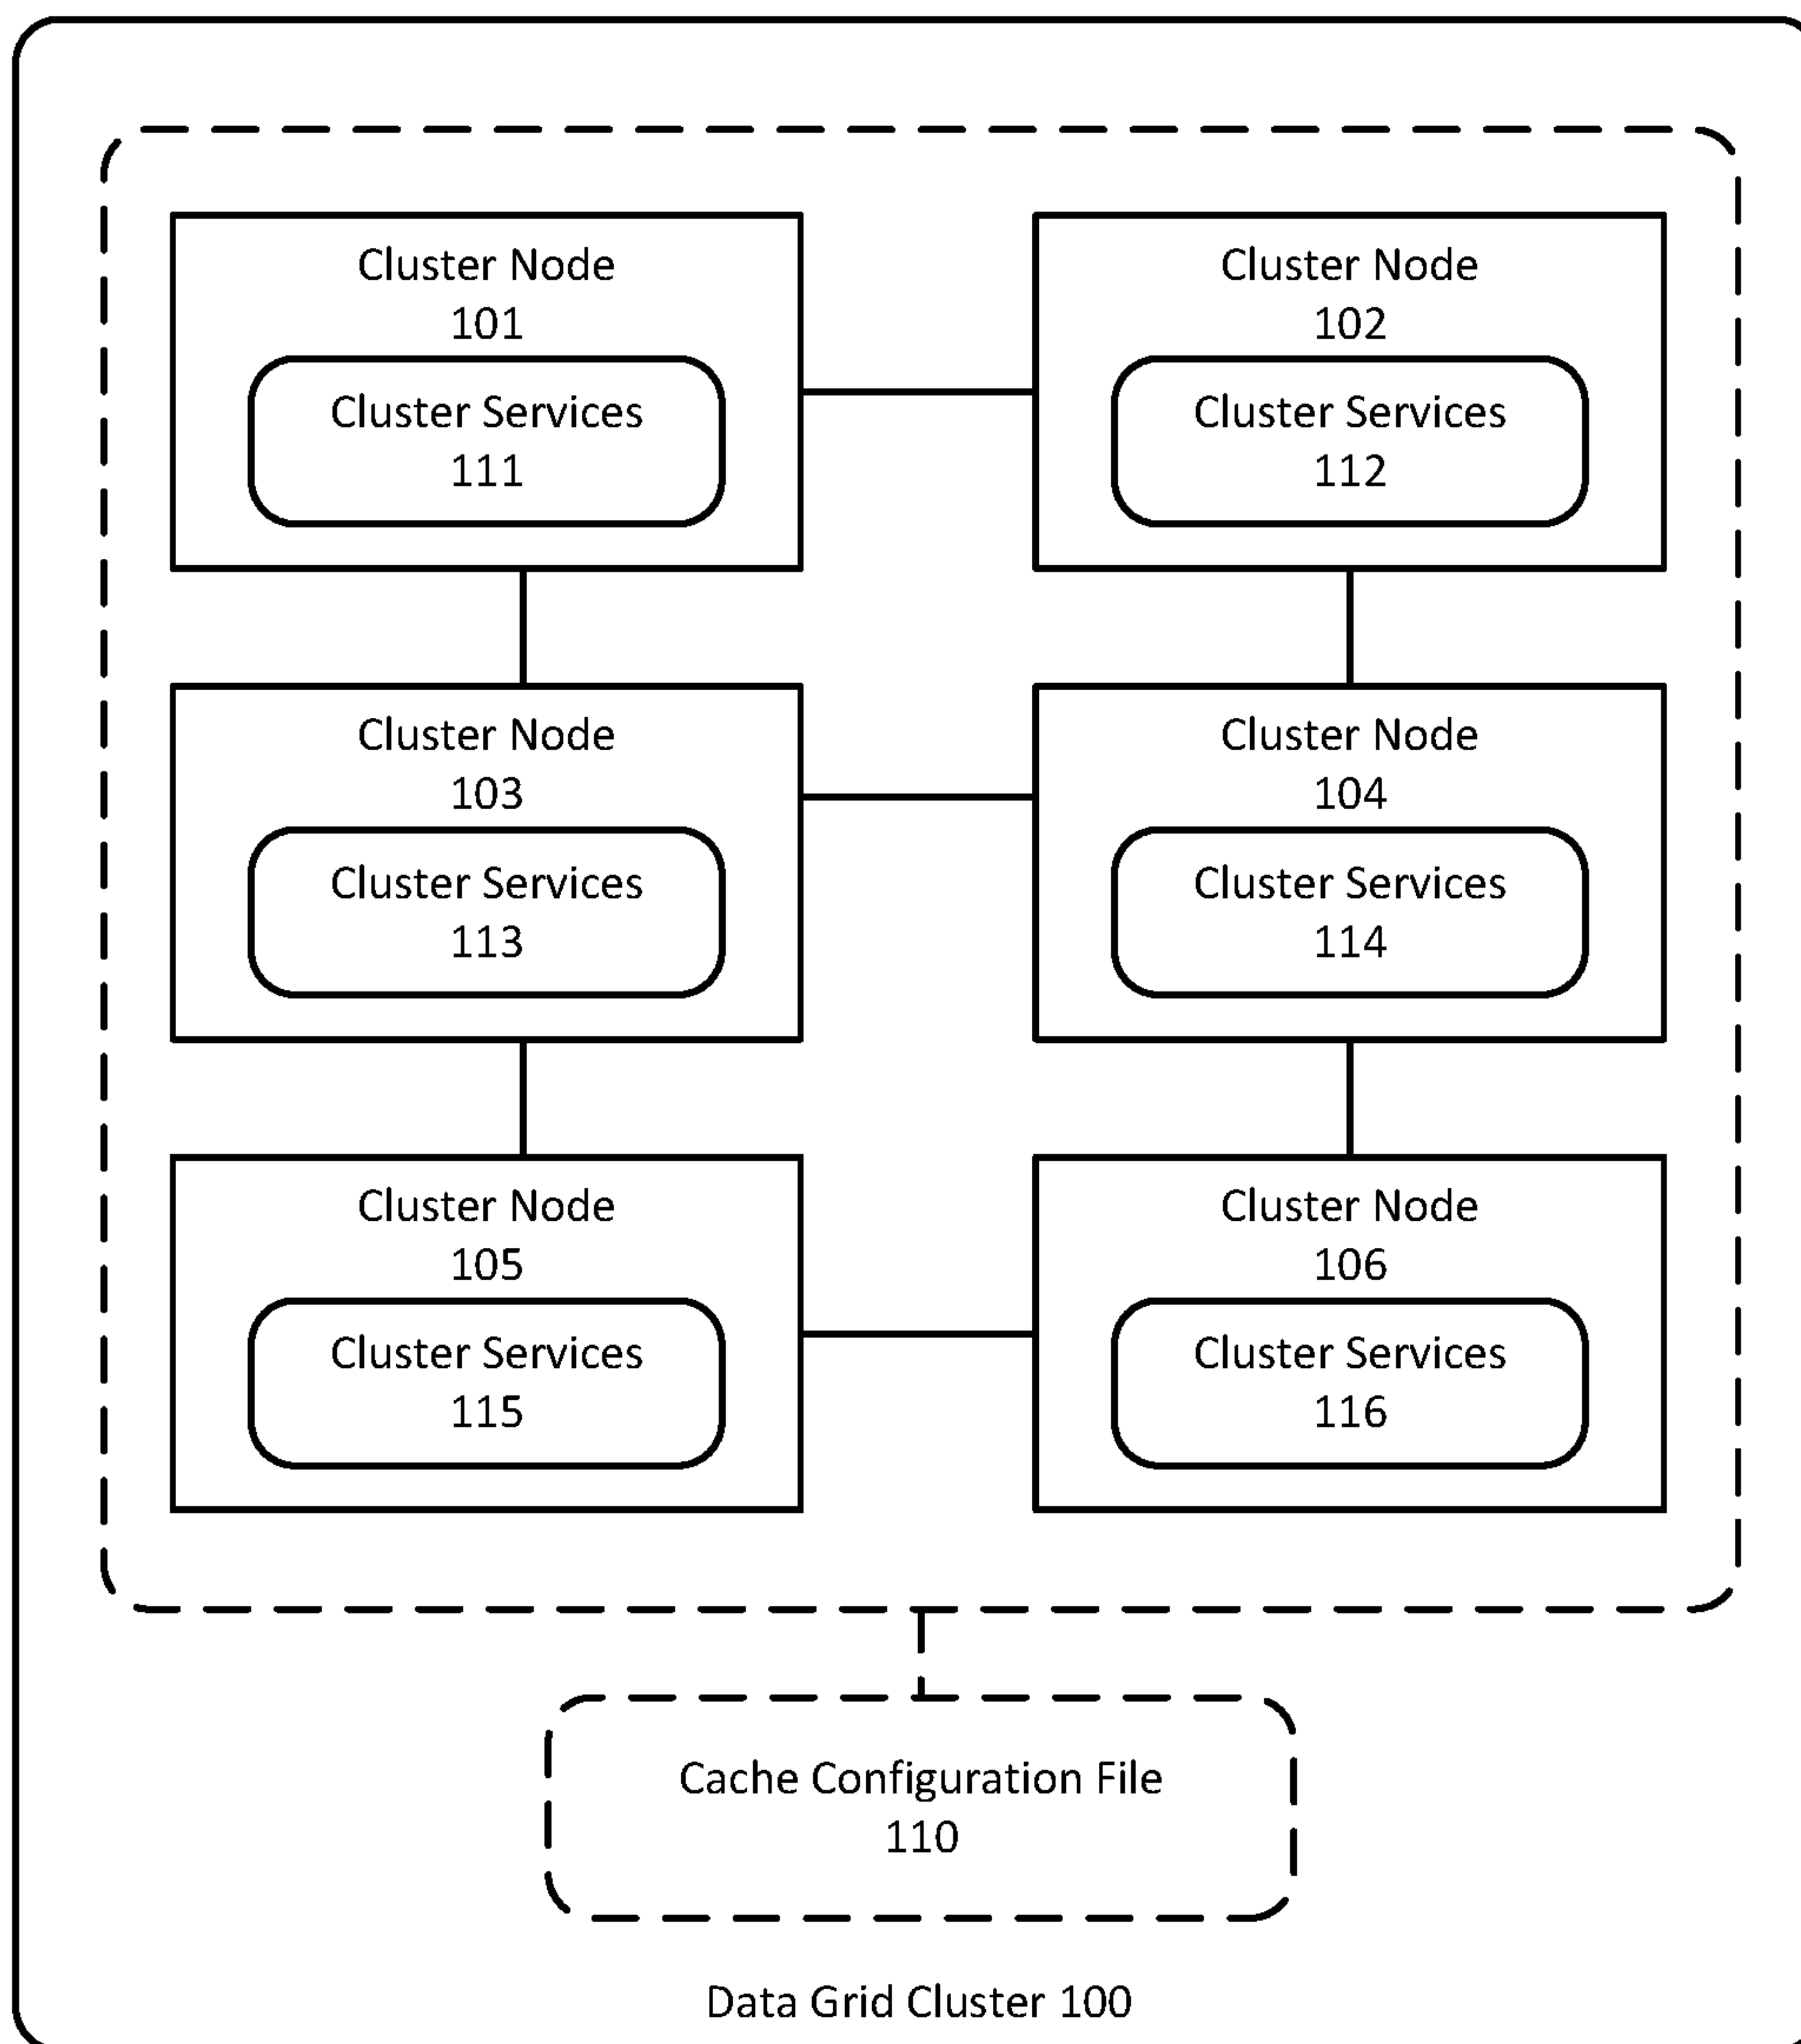 Cluster Node
101
Cluster Services
111
Cluster Node
102
Cluster Services
112
Cluster Node
103
Cluster Services
113
Cluster Node
104
Cluster Services
114
Cluster Node
105
Cluster Services
115
Cluster Node
106
Cluster Services
116
Cache Configuration File
110
Data Grid Cluster 100